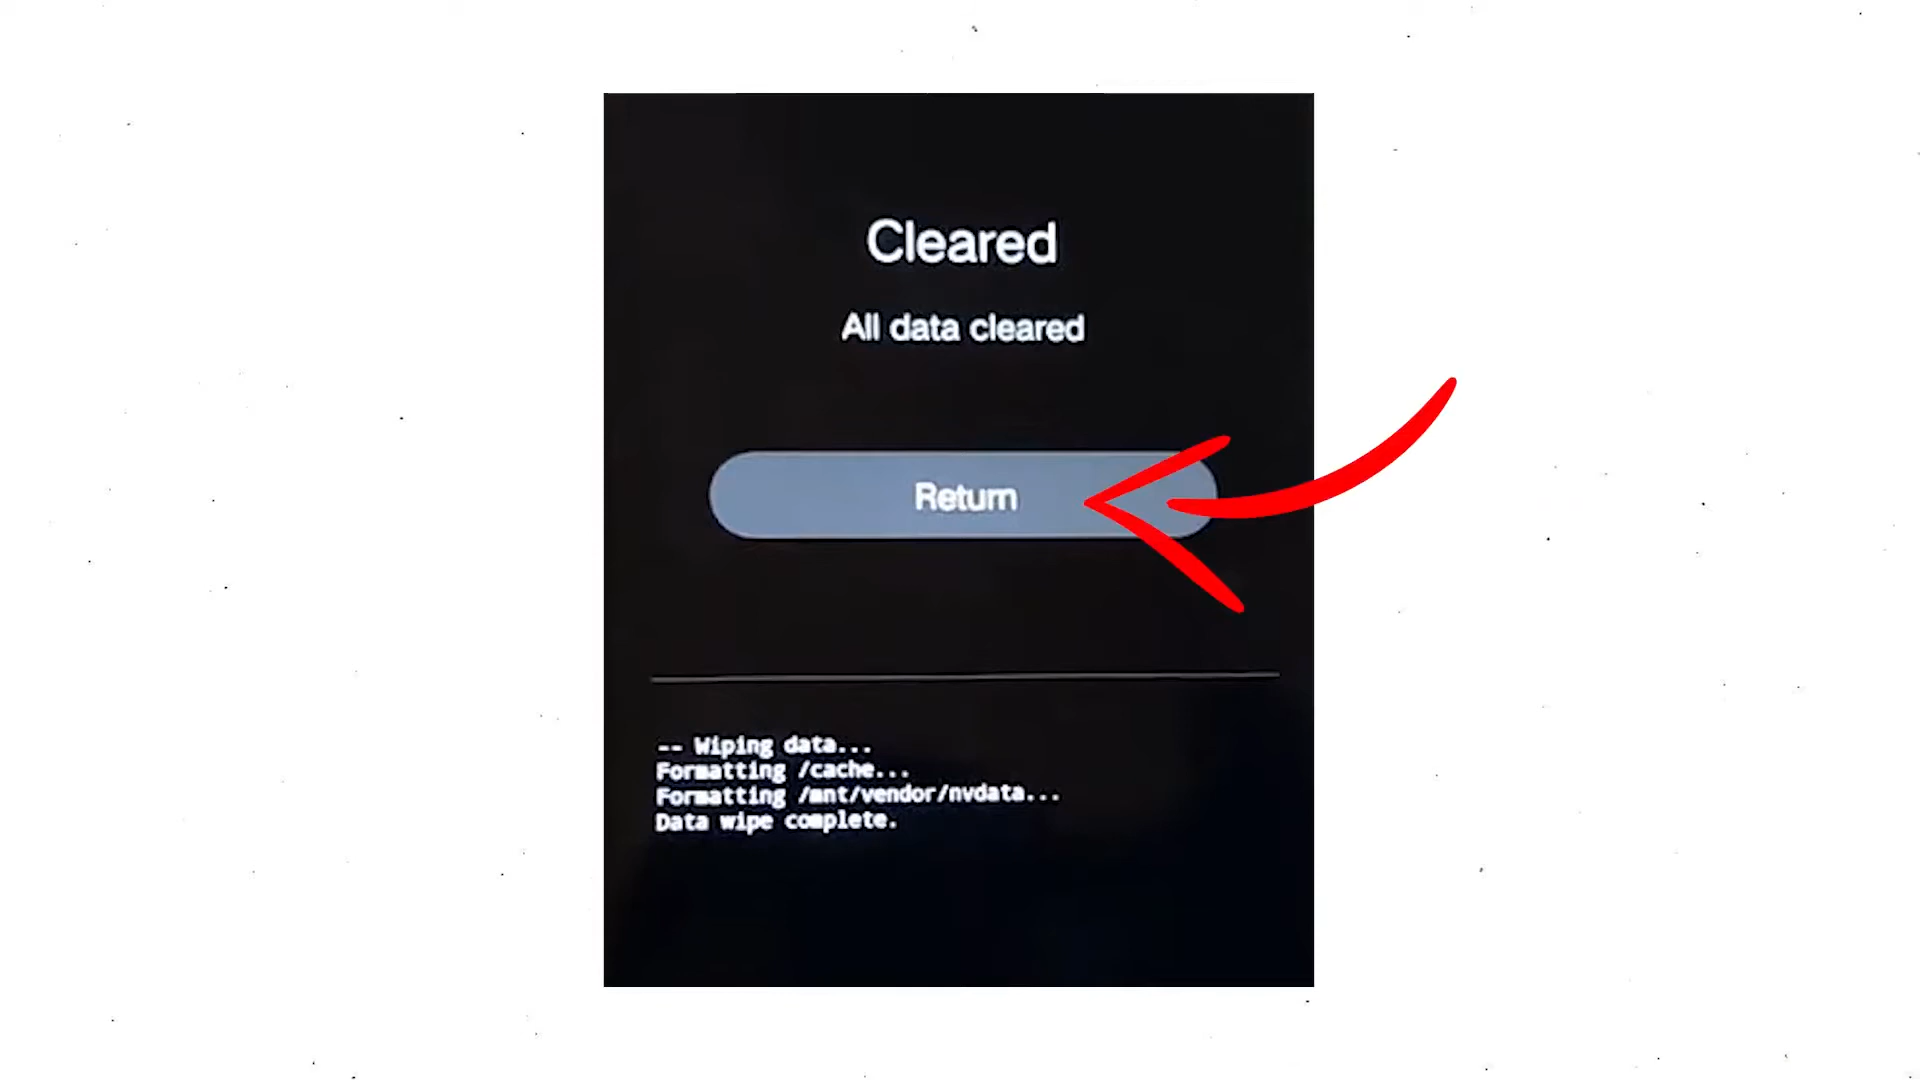 Cleared
All data cleared
Return
-- Wiping data...
Formatting /cache...
Formatting /mnt/vendor/nvdata...
Data wipe complete.